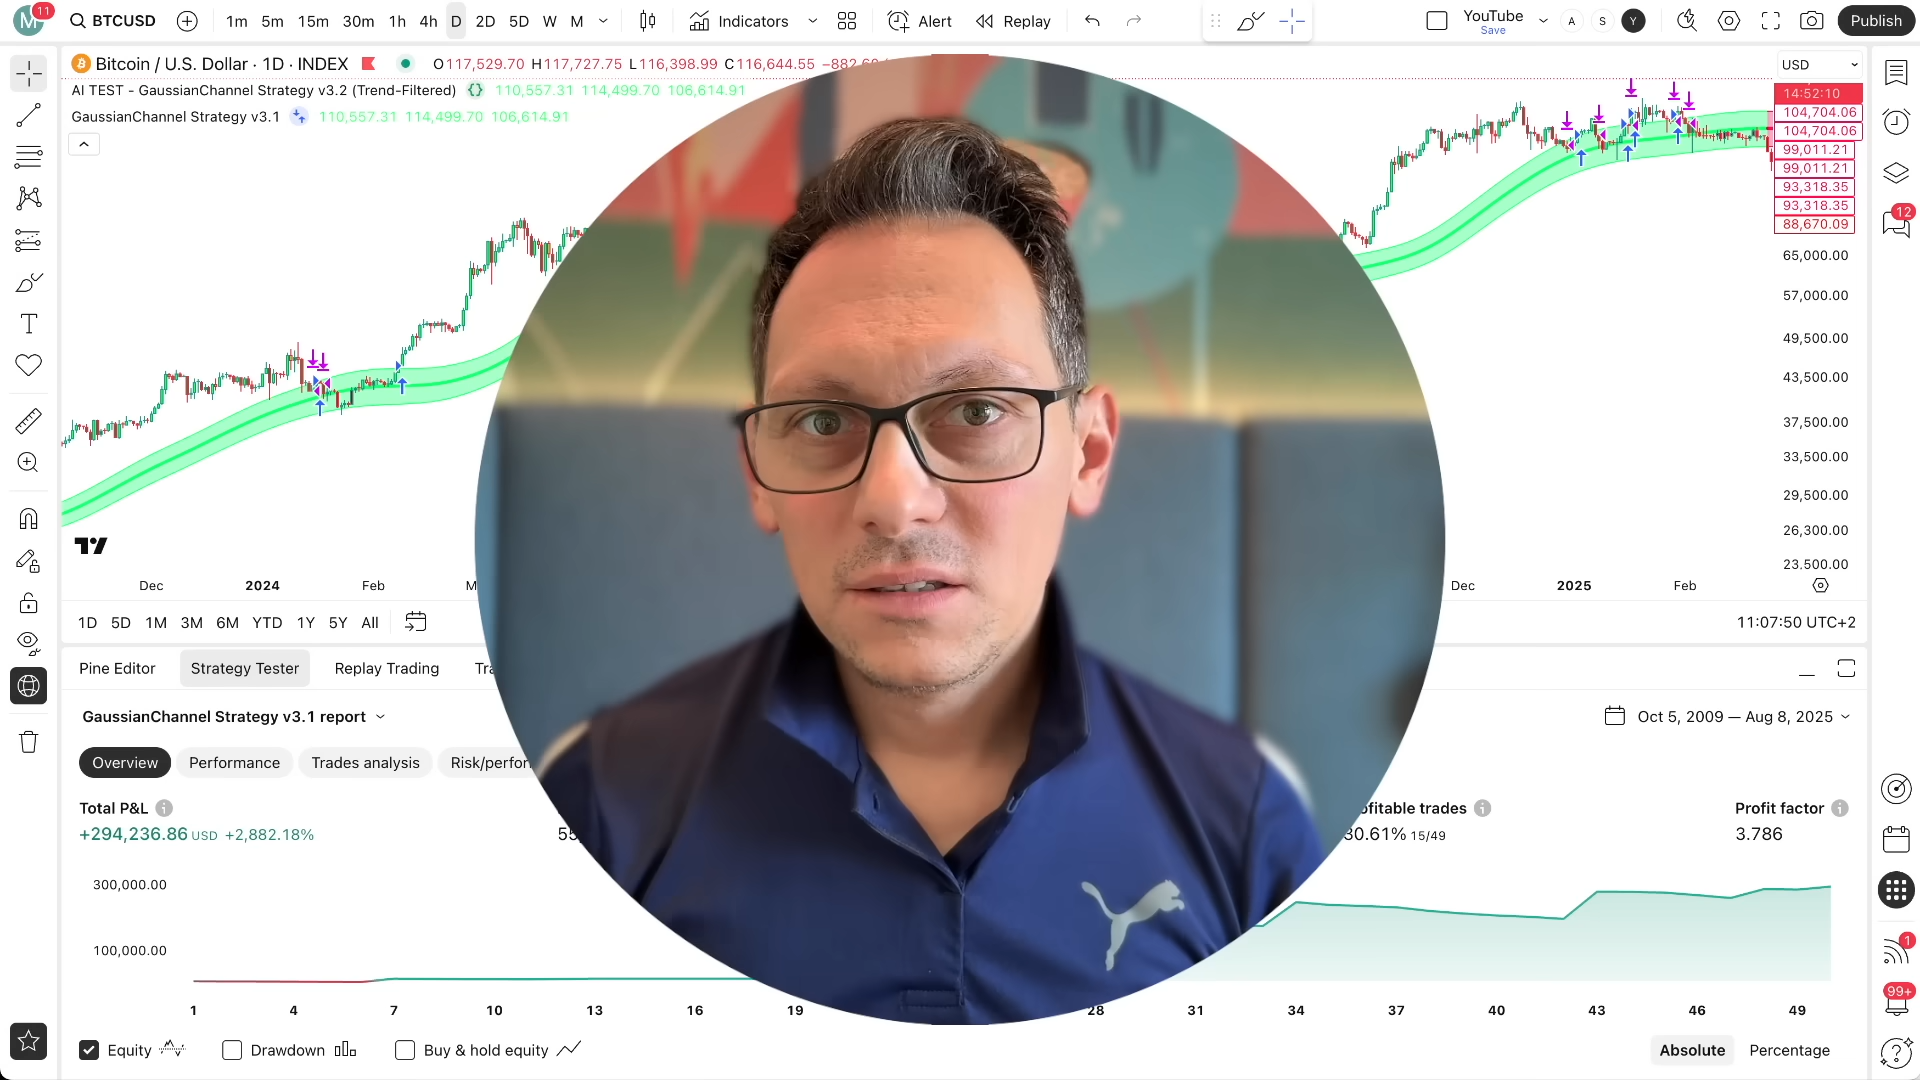 M 11 BTCUSD 1m 5m 15m 30m 1h 4h D 2D 5D W M Indicators Alert Replay YouTube Save A S Y Publish
Bitcoin / U.S. Dollar · 1D · INDEX O117,529.70 H117,727.75 L116,398.99 C116,644.55 USD
AI TEST - GaussianChannel Strategy v3.2 (Trend-Filtered) 110,557.31 114,499.70 106,614.91
GaussianChannel Strategy v3.1 110,557.31 114,499.70 106,614.91
14:52:10
104,704.06
104,704.06
99,011.21
99,011.21
93,318.35
93,318.35
88,670.09
12
65,000.00
57,000.00
49,500.00
43,500.00
37,500.00
33,500.00
29,500.00
26,300.00
23.500.00
Dec 2024 Feb M Dec 2025 Feb
1D 5D 1M 3M 6M YTD 1Y 5Y All 11:07:50 UTC+2
Pine Editor Strategy Tester Replay Trading Tra
GaussianChannel Strategy v3.1 report Oct 5, 2009 — Aug 8, 2025
Overview Performance Trades analysis Risk/perfor
Total P&L ofitable trades Profit factor
+294,236.86 USD +2,882.18% 55 30.61% 15/49 3.786
300,000.00
100,000.00
1
99+
1 4 7 10 13 16 19 28 31 34 37 40 43 46 49
Equity Drawdown Buy & hold equity Absolute Percentage